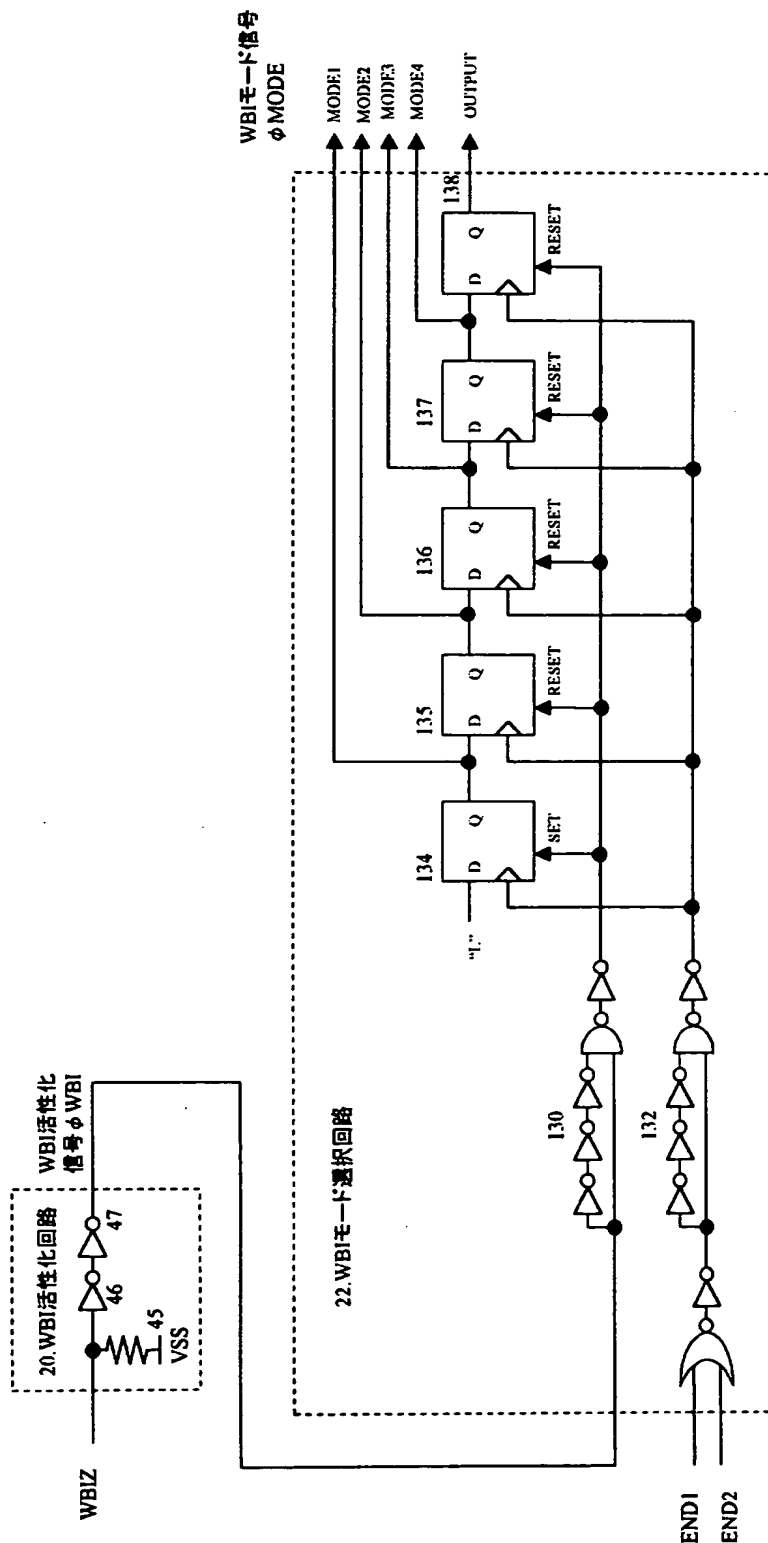 WBIZ
20.WBI活性化回路
45
VSS
46
47
WBI活性化
信号φWBI
WBIモード信号
φMODE
MODE1
MODE2
MODE3
MODE4
OUTPUT
22.WBIモード選択回路
"L"
134
D
Q
SET
135
D
Q
RESET
136
D
Q
RESET
137
D
Q
RESET
138
D
Q
RESET
130
132
END1
END2